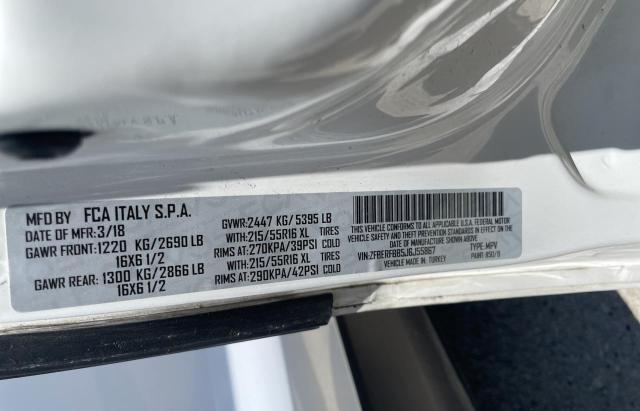 MFD BY FCA ITALY S.P.A.
DATE OF MFR: 3/18
GAWR FRONT: 1220 KG/2690 LB
16X6 1/2
GAWR REAR: 1300 KG/2866 LB
16X6 1/2
GVWR: 2447 KG/5395 LB
WITH: 215/55R16 XL TIRES
RIMS AT: 270KPA/39PSI COLD
WITH: 215/55R16 XL TIRES
RIMS AT: 290KPA/42PSI COLD
THIS VEHICLE CONFORMS TO ALL APPLICABLE U.S.A. FEDERAL MOTOR
VEHICLE SAFETY AND THEFT PREVENTION STANDARDS IN
EFFECT ON THE DATE OF MANUFACTURE SHOWN ABOVE.
TYPE: MPV
VEHICLE MADE IN: TURKEY